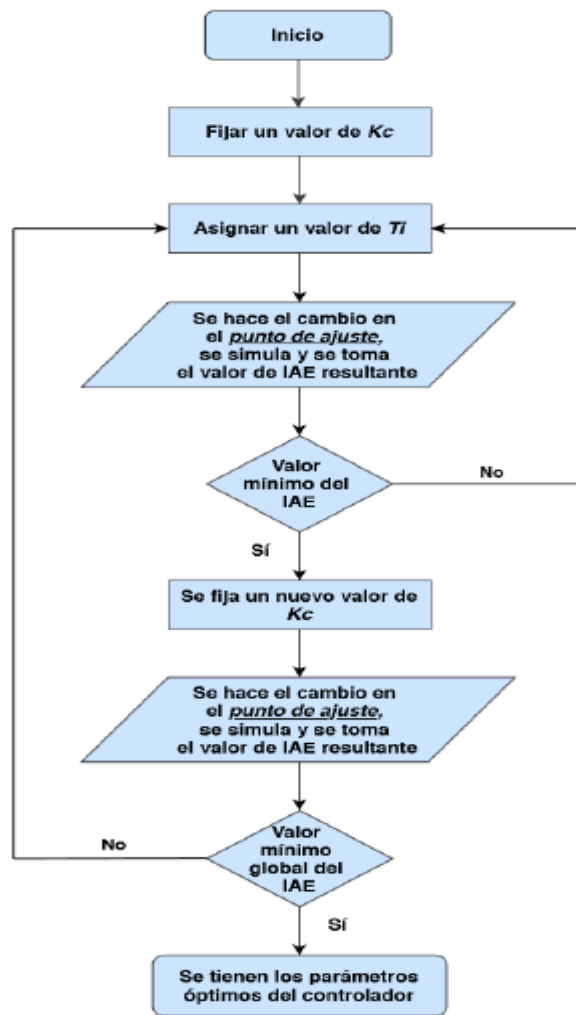 Inicio
Fijar un valor de Kc
Asignar un valor de Ti
Se hace el cambio en
el punto de ajuste,
se simula y se toma
el valor de IAE resultante
Valor
mínimo del
IAE
No
Sí
Se fija un nuevo valor de
Kc
Se hace el cambio en
el punto de ajuste,
se simula y se toma
el valor de IAE resultante
Valor
mínimo
global del
IAE
No
Sí
Se tienen los parámetros
óptimos del controlador